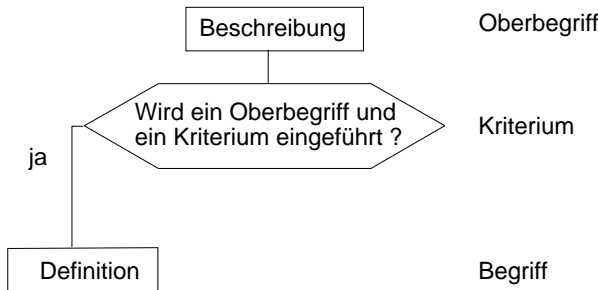 Beschreibung
Oberbegriff
Wird ein Oberbegriff und
ein Kriterium eingeführt ?
Kriterium
ja
Definition
Begriff